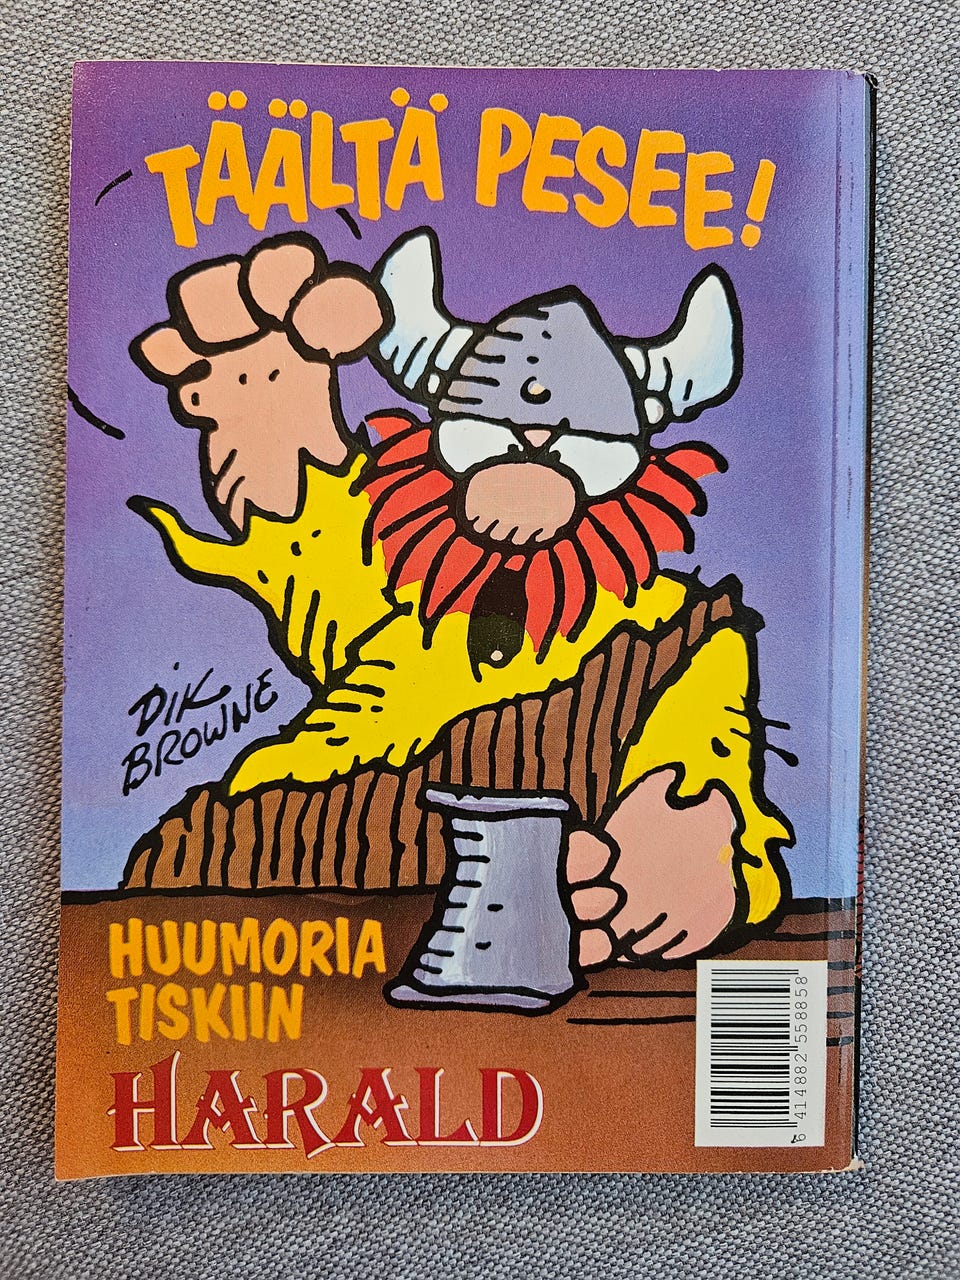 TÄÄLTÄ PESEE!
DIK
BROWNE
HUUMORIA
TISKIIN
HARALD
6 414882 558858